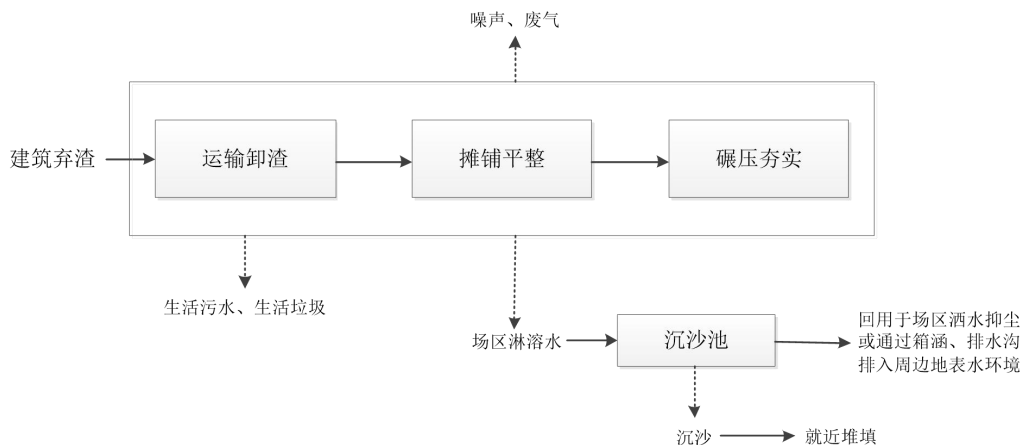 噪声、废气
建筑弃渣
运输卸渣
摊铺平整
碾压夯实
生活污水、生活垃圾
场区淋溶水
沉沙池
回用于场区洒水抑尘
或通过箱涵、排水沟
排入周边地表水环境
沉沙
就近堆填